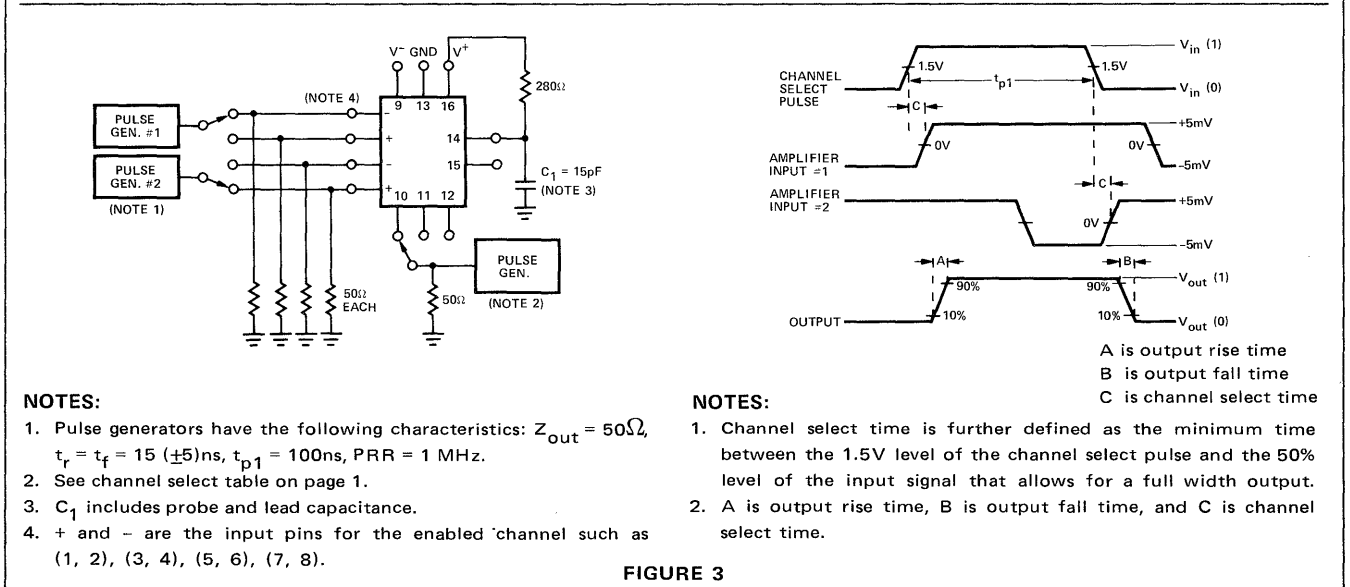 V⁻ GND V⁺
280Ω
(NOTE 4)
9 13 16
PULSE
GEN. #1
−
+
14
−
15
PULSE
GEN. #2
+
C₁ = 15pF
(NOTE 3)
(NOTE 1)
10 11 12
PULSE
GEN.
(NOTE 2)
50Ω
EACH
50Ω
CHANNEL
SELECT
PULSE
1.5V
tp1
1.5V
Vin (1)
Vin (0)
C
+5mV
0V
0V
AMPLIFIER
INPUT =1
-5mV
C
AMPLIFIER
INPUT =2
+5mV
0V
-5mV
A
B
Vout (1)
90%
90%
OUTPUT
10%
10%
Vout (0)
A is output rise time
B is output fall time
C is channel select time
NOTES:
1. Pulse generators have the following characteristics: Zout = 50Ω,
tr = tf = 15 (±5)ns, tp1 = 100ns, PRR = 1 MHz.
2. See channel select table on page 1.
3. C₁ includes probe and lead capacitance.
4. + and − are the input pins for the enabled channel such as
(1, 2), (3, 4), (5, 6), (7, 8).
NOTES:
1. Channel select time is further defined as the minimum time
between the 1.5V level of the channel select pulse and the 50%
level of the input signal that allows for a full width output.
2. A is output rise time, B is output fall time, and C is channel
select time.
FIGURE 3